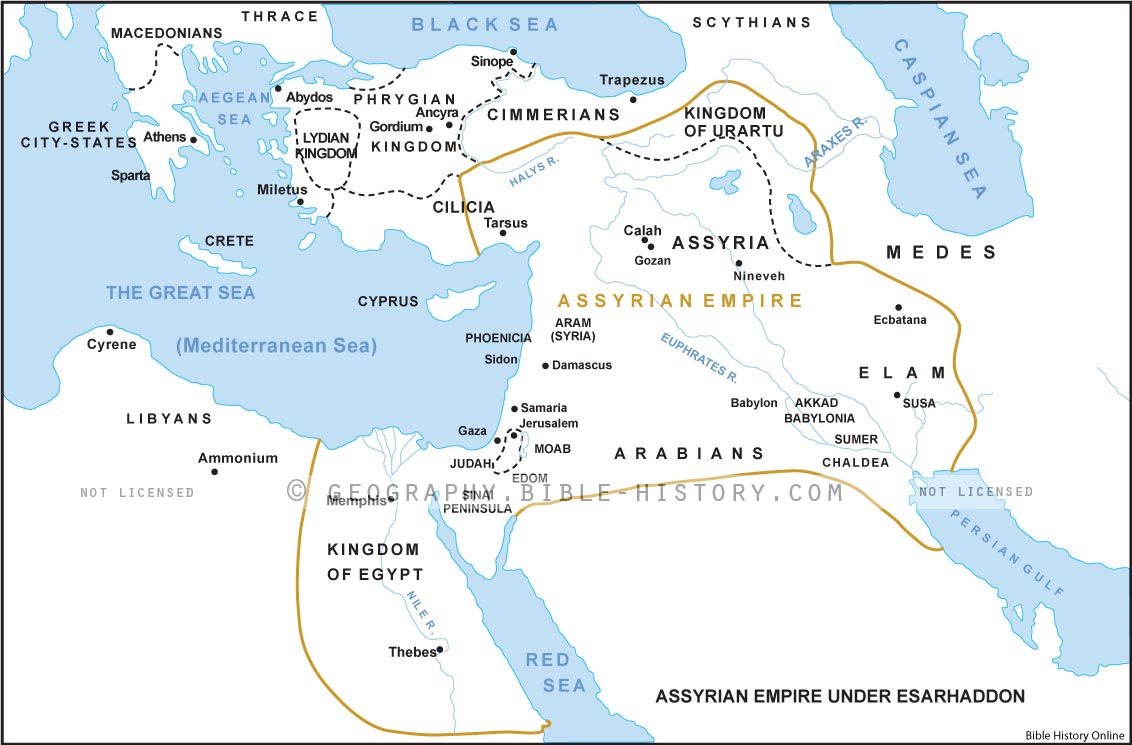 THRACE
BLACK SEA
SCYTHIANS
MACEDONIANS
Sinope
CASPIAN SEA
Trapezus
AEGEAN
SEA
Abydos
PHRYGIAN
KINGDOM
Ancyra
Gordium
CIMMERIANS
KINGDOM
OF URARTU
ARAXES R.
GREEK
CITY-STATES
Athens
LYDIAN
KINGDOM
HALYS R.
Sparta
Miletus
CILICIA
Tarsus
Calah
Gozan
ASSYRIA
MEDES
CRETE
Nineveh
THE GREAT SEA
(Mediterranean Sea)
CYPRUS
ASSYRIAN EMPIRE
Ecbatana
ARAM
(SYRIA)
PHOENICIA
Cyrene
Sidon
Damascus
EUPHRATES R.
ELAM
SUSA
Babylon
AKKAD
BABYLONIA
LIBYANS
Samaria
Jerusalem
Gaza
SUMER
MOAB
ARABIANS
CHALDEA
Ammonium
JUDAH
EDOM
NOT LICENSED
© GEOGRAPHY.BIBLE-HISTORY.COM
NOT LICENSED
Memphis
SINAI
PENINSULA
PERSIAN GULF
KINGDOM
OF EGYPT
NILE R.
Thebes
RED
SEA
ASSYRIAN EMPIRE UNDER ESARHADDON
Bible History Online